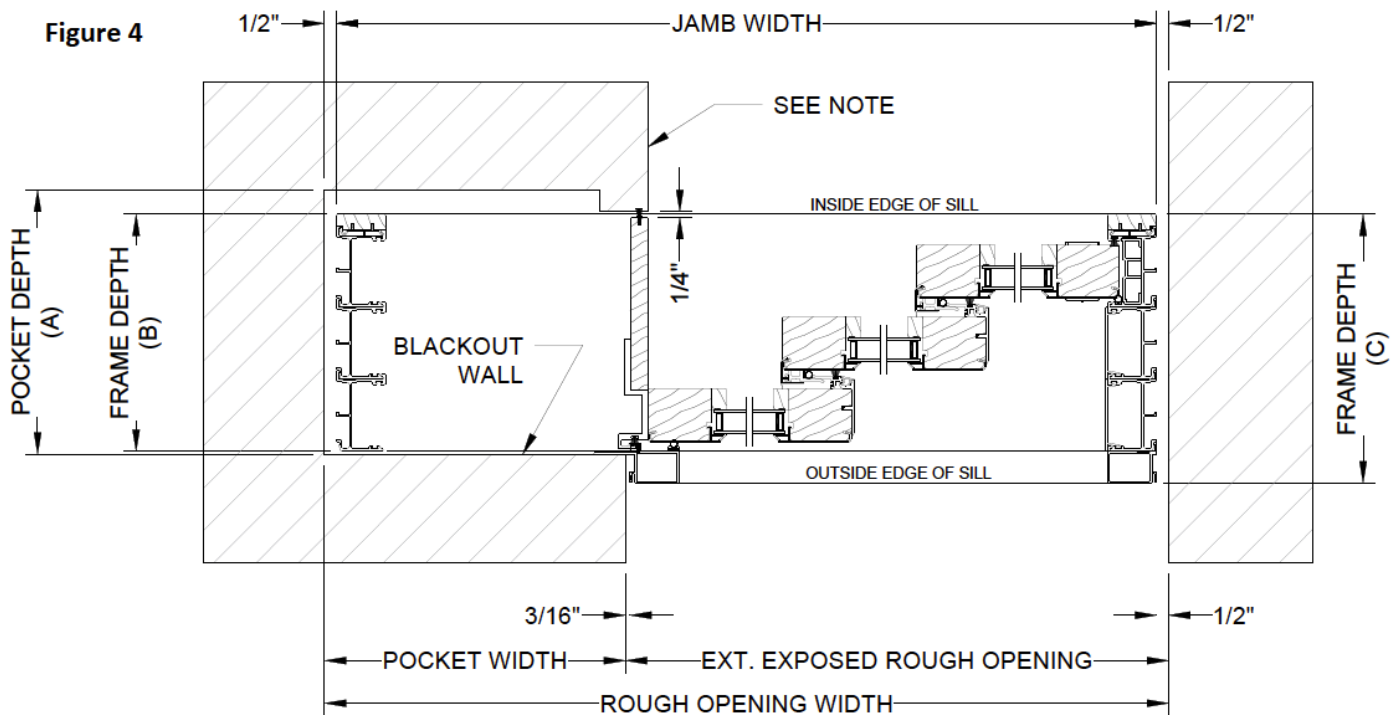 Figure 4
1/2"
JAMB WIDTH
1/2"
SEE NOTE
INSIDE EDGE OF SILL
POCKET DEPTH
(A)
FRAME DEPTH
(B)
1/4"
BLACKOUT
WALL
FRAME DEPTH
(C)
OUTSIDE EDGE OF SILL
3/16"
1/2"
POCKET WIDTH
EXT. EXPOSED ROUGH OPENING
ROUGH OPENING WIDTH